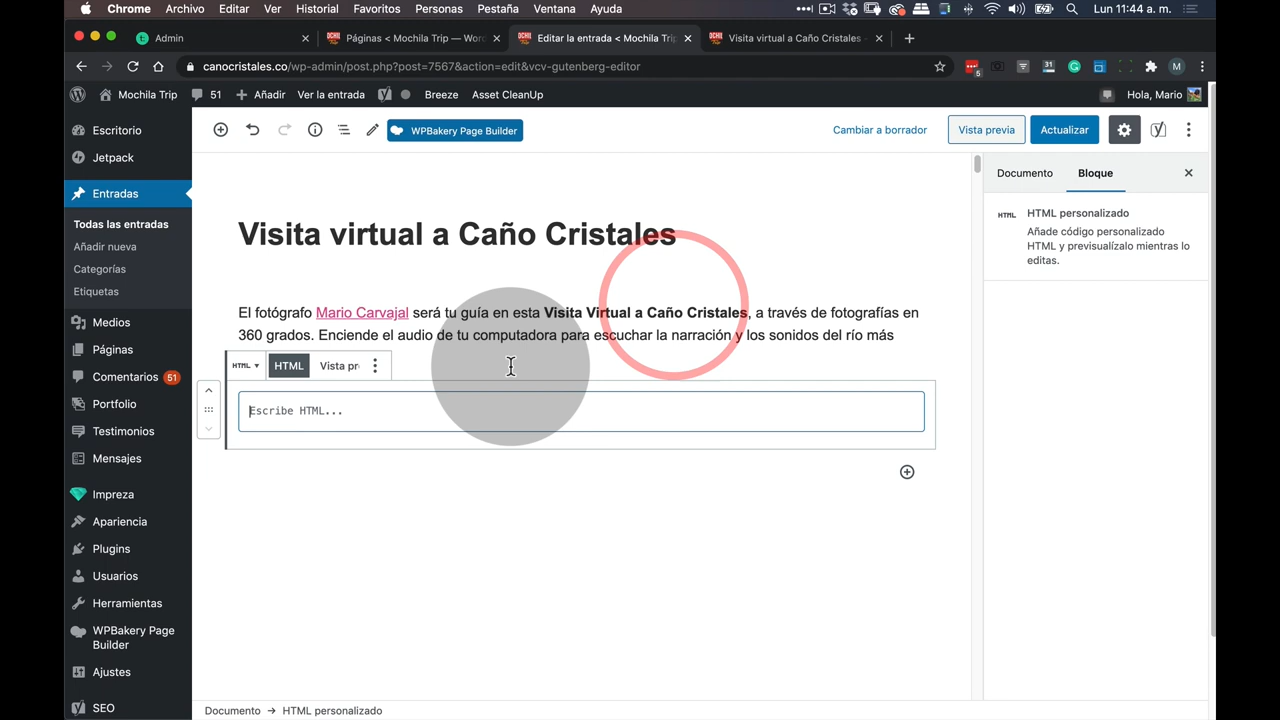 Chrome Archivo Editar Ver Historial Favoritos Personas Pestaña Ventana Ayuda Lun 11:44 a. m.
Admin Páginas < Mochila Trip — Wor Editar la entrada < Mochila Trip Visita virtual a Caño Cristales -
canocristales.co/wp-admin/post.php?post=7567&action=edit&vcv-gutenberg-editor 5 31 M
Mochila Trip 51 Añadir Ver la entrada Breeze Asset CleanUp Hola, Mario
WPBakery Page Builder Cambiar a borrador Vista previa Actualizar
Escritorio
Jetpack
Entradas
Todas las entradas
Añadir nueva
Categorías
Etiquetas
Medios
Páginas
Comentarios 51
Portfolio
Testimonios
Mensajes
Impreza
Apariencia
Plugins
Usuarios
Herramientas
WPBakery Page
Builder
Ajustes
SEO
Visita virtual a Caño Cristales
El fotógrafo Mario Carvajal será tu guía en esta Visita Virtual a Caño Cristales, a través de fotografías en
360 grados. Enciende el audio de tu computadora para escuchar la narración y los sonidos del río más
HTML HTML Vista pr
Escribe HTML...
Documento Bloque
HTML HTML personalizado
Añade código personalizado
HTML y previsualízalo mientras lo
editas.
Documento → HTML personalizado